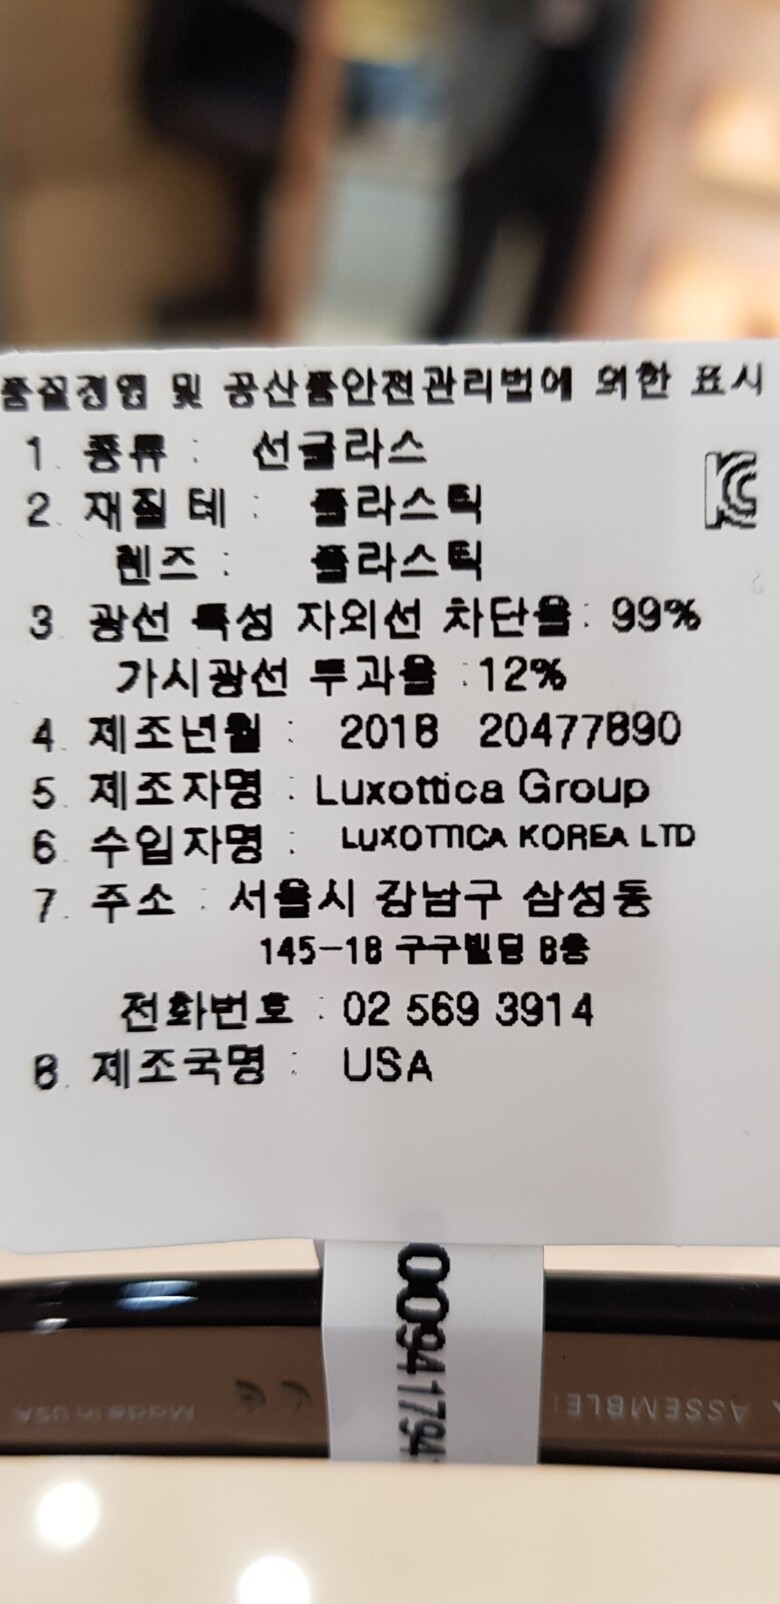 품질경영 및 공산품안전관리법에 의한 표시
1. 종류 : 선글라스
2. 재질 테 : 플라스틱
렌즈 : 플라스틱
3. 광선 특성 자외선 차단율: 99%
가시광선 투과율 :12%
4. 제조년월 : 2018 20477890
5. 제조자명 : Luxottica Group
6. 수입자명 : LUXOTTICA KOREA LTD
7. 주소 : 서울시 강남구 삼성동
145-18 구구빌딩 8층
전화번호 : 02 569 3914
8. 제조국명 : USA
Made in USA CE
ASSEMBLE